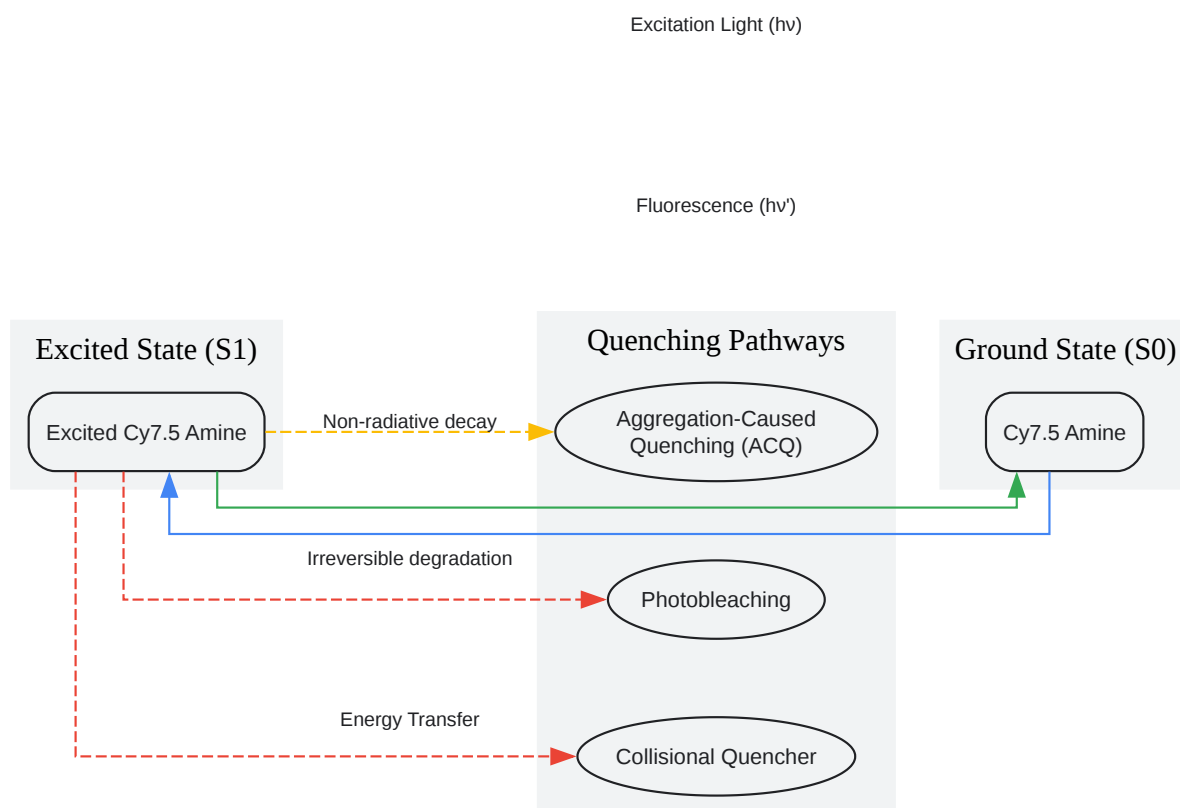 Excitation Light (hν)
Fluorescence (hν')
Excited State (S1)
Quenching Pathways
Ground State (S0)
Excited Cy7.5 Amine
Non-radiative decay
Aggregation-Caused
Quenching (ACQ)
Cy7.5 Amine
Irreversible degradation
Photobleaching
Energy Transfer
Collisional Quencher